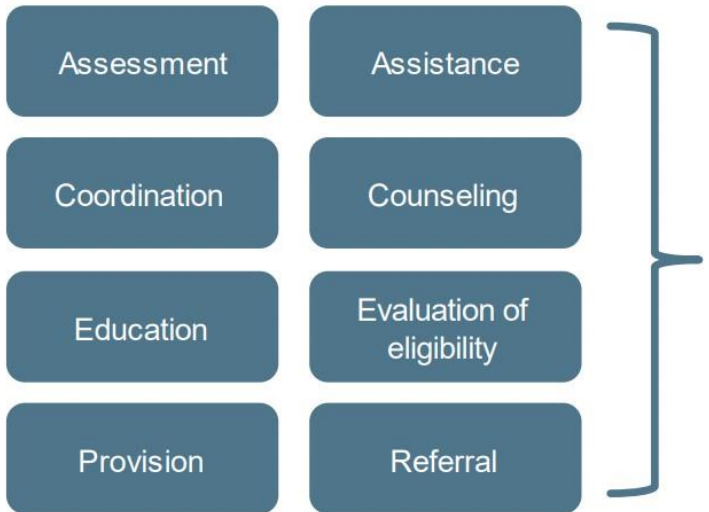 Assessment
Assistance
Coordination
Counseling
Education
Evaluation of
eligibility
Provision
Referral